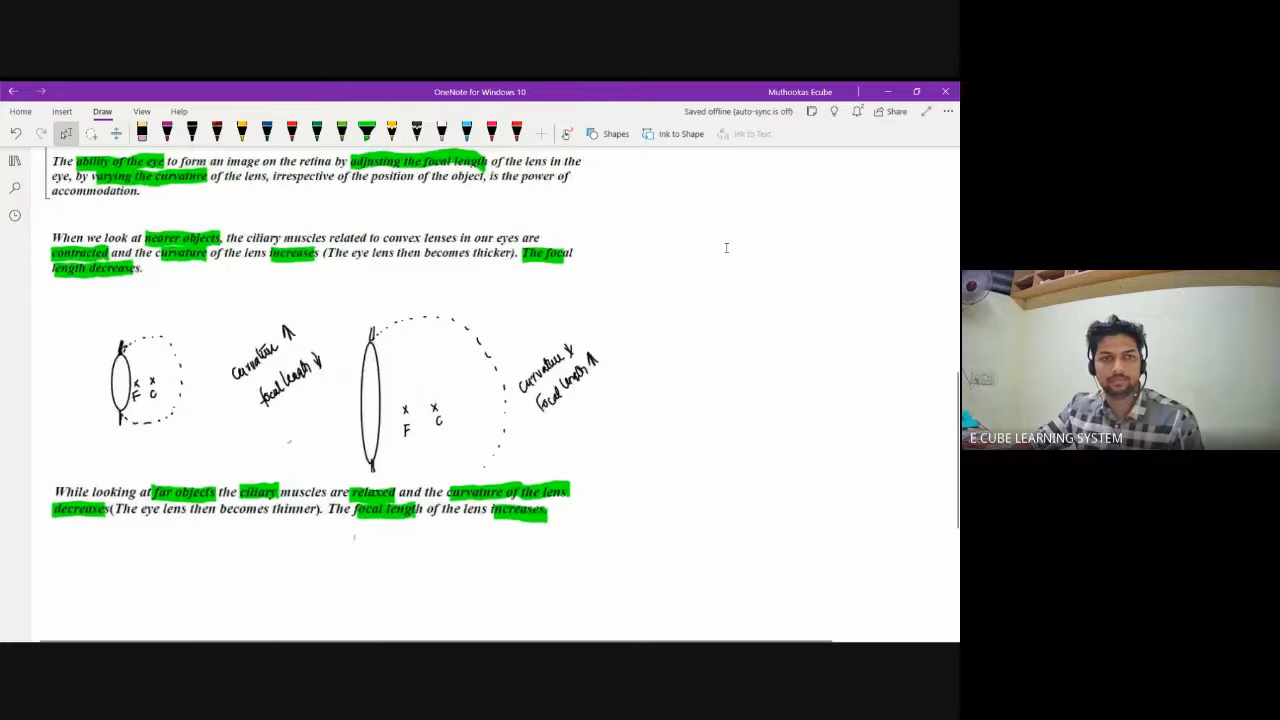 OneNote for Windows 10
Muthookas Ecube
Home Insert Draw View Help
Saved offline (auto-sync is off)
Share
Shapes
Ink to Shape
Ink to Text
The ability of the eye to form an image on the retina by adjusting the focal length of the lens in the
eye, by varying the curvature of the lens, irrespective of the position of the object, is the power of
accommodation.
When we look at nearer objects, the ciliary muscles related to convex lenses in our eyes are
contracted and the curvature of the lens increases (The eye lens then becomes thicker). The focal
length decreases.
F C
curvature ↑
focal length ↓
F C
curvature ↓
Focal length ↑
While looking at far objects the ciliary muscles are relaxed and the curvature of the lens
decreases(The eye lens then becomes thinner). The focal length of the lens increases.
E CUBE LEARNING SYSTEM